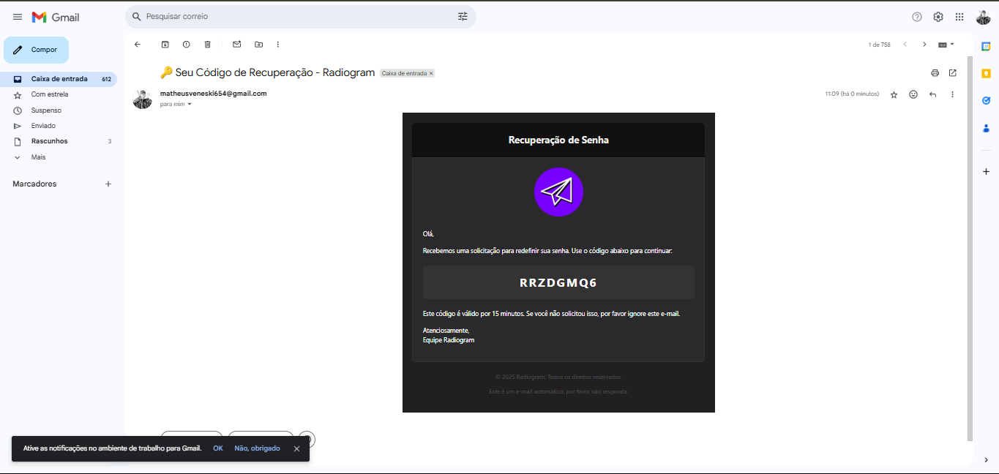 Gmail
Pesquisar correio
Compor
1 de 758
Caixa de entrada 612
Com estrela
Suspenso
Enviado
Rascunhos 3
Mais
Marcadores
🔑 Seu Código de Recuperação - Radiogram Caixa de entrada ×
matheusveneski654@gmail.com
11:09 (há 0 minutos)
para mim
Recuperação de Senha
Olá,
Recebemos uma solicitação para redefinir sua senha. Use o código abaixo para continuar:
RRZDGMQ6
Este código é válido por 15 minutos. Se você não solicitou isso, por favor ignore este e-mail.
Atenciosamente,
Equipe Radiogram
© 2025 Radiogram. Todos os direitos reservados.
Este é um e-mail automático, por favor não responda.
Ative as notificações no ambiente de trabalho para Gmail. OK Não, obrigado